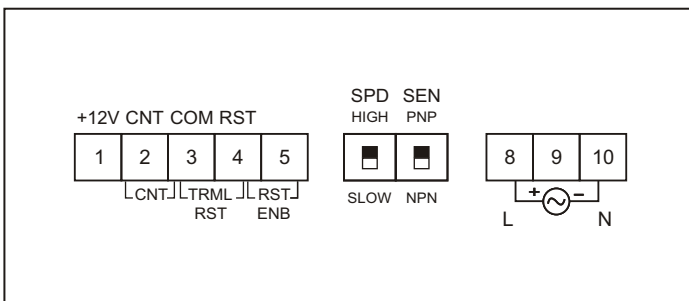 SPD SEN
+12V CNT COM RST HIGH PNP
1 2 3 4 5 8 9 10
CNT TRML RST SLOW NPN + −
RST ENB L N